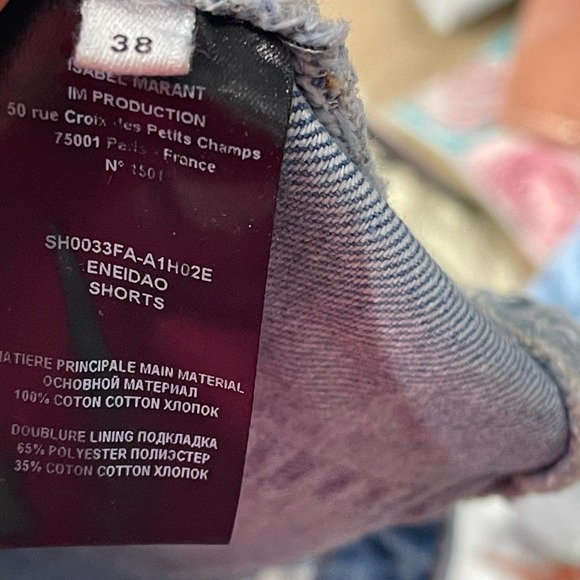 38
ISABEL MARANT
IM PRODUCTION
50 rue Croix des Petits Champs
75001 Paris - France
N° 1501
SH0033FA-A1H02E
ENEIDAO
SHORTS
MATIERE PRINCIPALE MAIN MATERIAL
ОСНОВНОЙ МАТЕРИАЛ
100% COTON COTTON ХЛОПОК
DOUBLURE LINING ПОДКЛАДКА
65% POLYESTER ПОЛИЭСТЕР
35% COTON COTTON ХЛОПОК